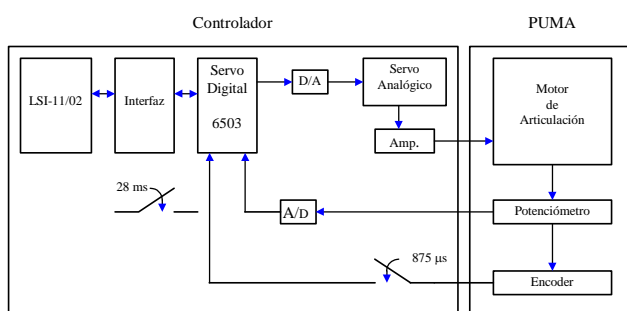 Controlador
PUMA
LSI-11/02
Interfaz
Servo
Digital
6503
D/A
Servo
Analógico
Amp.
Motor
de
Articulación
28 ms
A/D
Potenciómetro
875 µs
Encoder